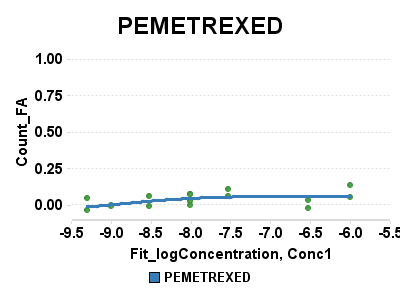 PEMETREXED
1.00
0.75
0.50
0.25
0.00
Count_FA
-9.5 -9.0 -8.5 -8.0 -7.5 -7.0 -6.5 -6.0 -5.5
Fit_logConcentration, Conc1
PEMETREXED